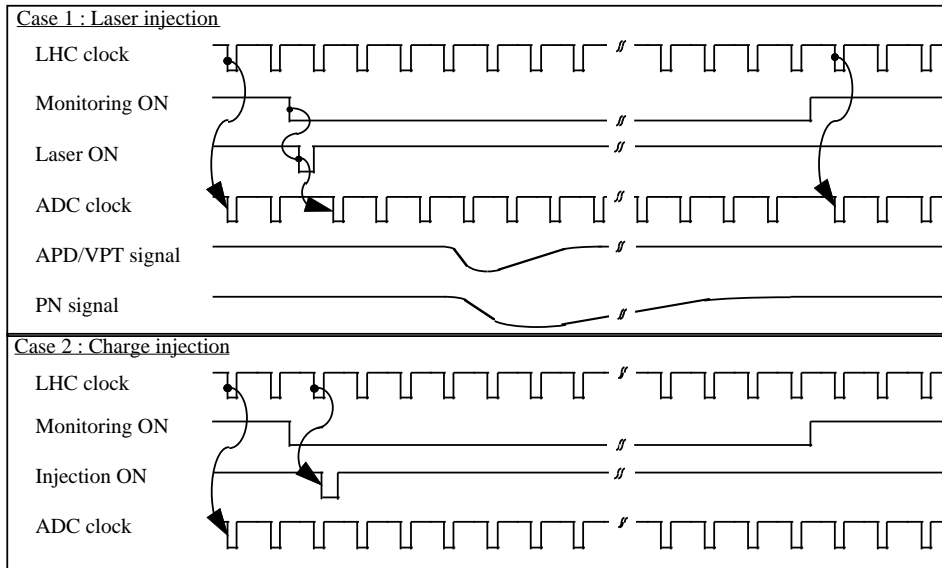 Case 1 : Laser injection
LHC clock
Monitoring ON
Laser ON
ADC clock
APD/VPT signal
PN signal
Case 2 : Charge injection
LHC clock
Monitoring ON
Injection ON
ADC clock